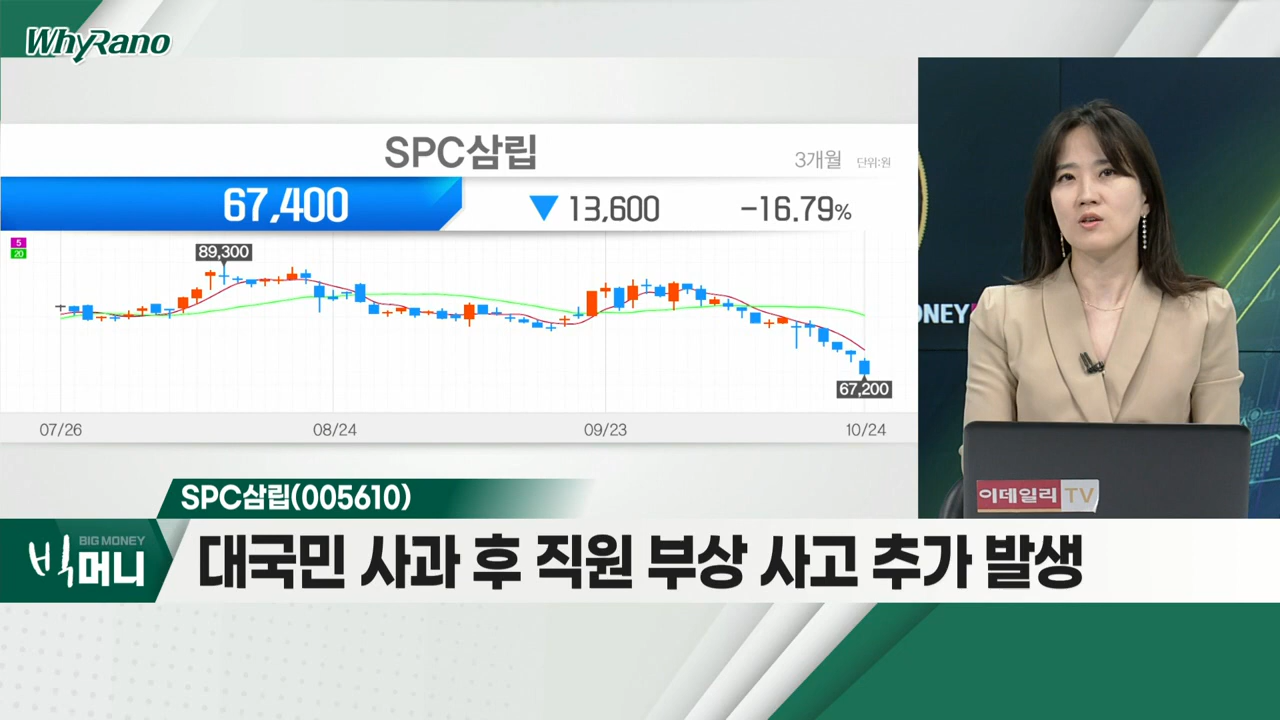 WhyRano
SPC삼립
3개월 단위:원
67,400 ▼ 13,600 -16.79%
5
20
89,300
67,200
07/26 08/24 09/23 10/24
ONEY
이데일리 TV
SPC삼립(005610)
BIG MONEY
빅머니
대국민 사과 후 직원 부상 사고 추가 발생